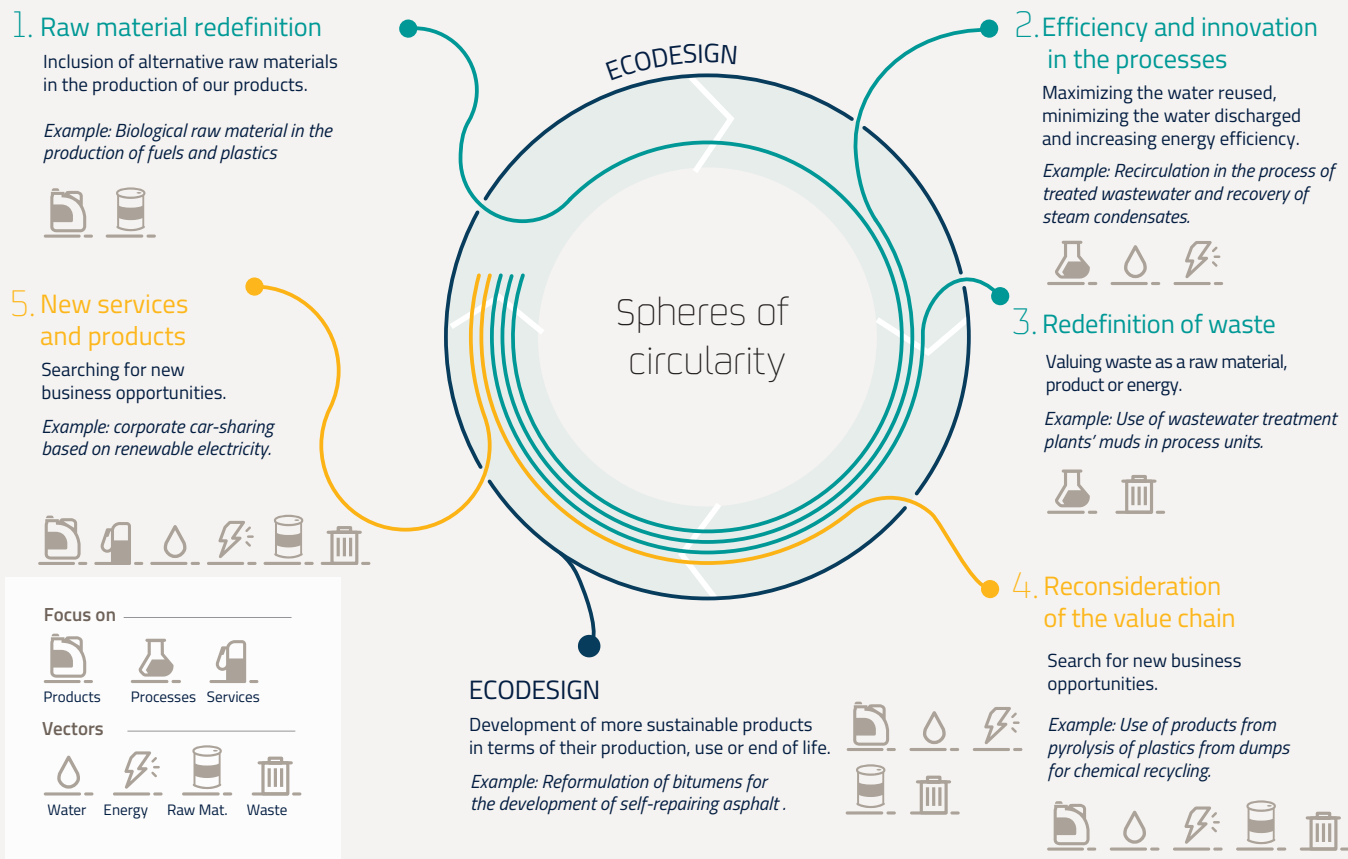 1. Raw material redefinition
Inclusion of alternative raw materials
in the production of our products.
Example: Biological raw material in the
production of fuels and plastics
ECODESIGN
2. Efficiency and innovation
in the processes
Maximizing the water reused,
minimizing the water discharged
and increasing energy efficiency.
Example: Recirculation in the process of
treated wastewater and recovery of
steam condensates.
5. New services
and products
Searching for new
business opportunities.
Example: corporate car-sharing
based on renewable electricity.
Spheres of
circularity
3. Redefinition of waste
Valuing waste as a raw material,
product or energy.
Example: Use of wastewater treatment
plants' muds in process units.
4. Reconsideration
of the value chain
Search for new business
opportunities.
Example: Use of products from
pyrolysis of plastics from dumps
for chemical recycling.
ECODESIGN
Development of more sustainable products
in terms of their production, use or end of life.
Example: Reformulation of bitumens for
the development of self-repairing asphalt .
Focus on
Products Processes Services
Vectors
Water Energy Raw Mat. Waste